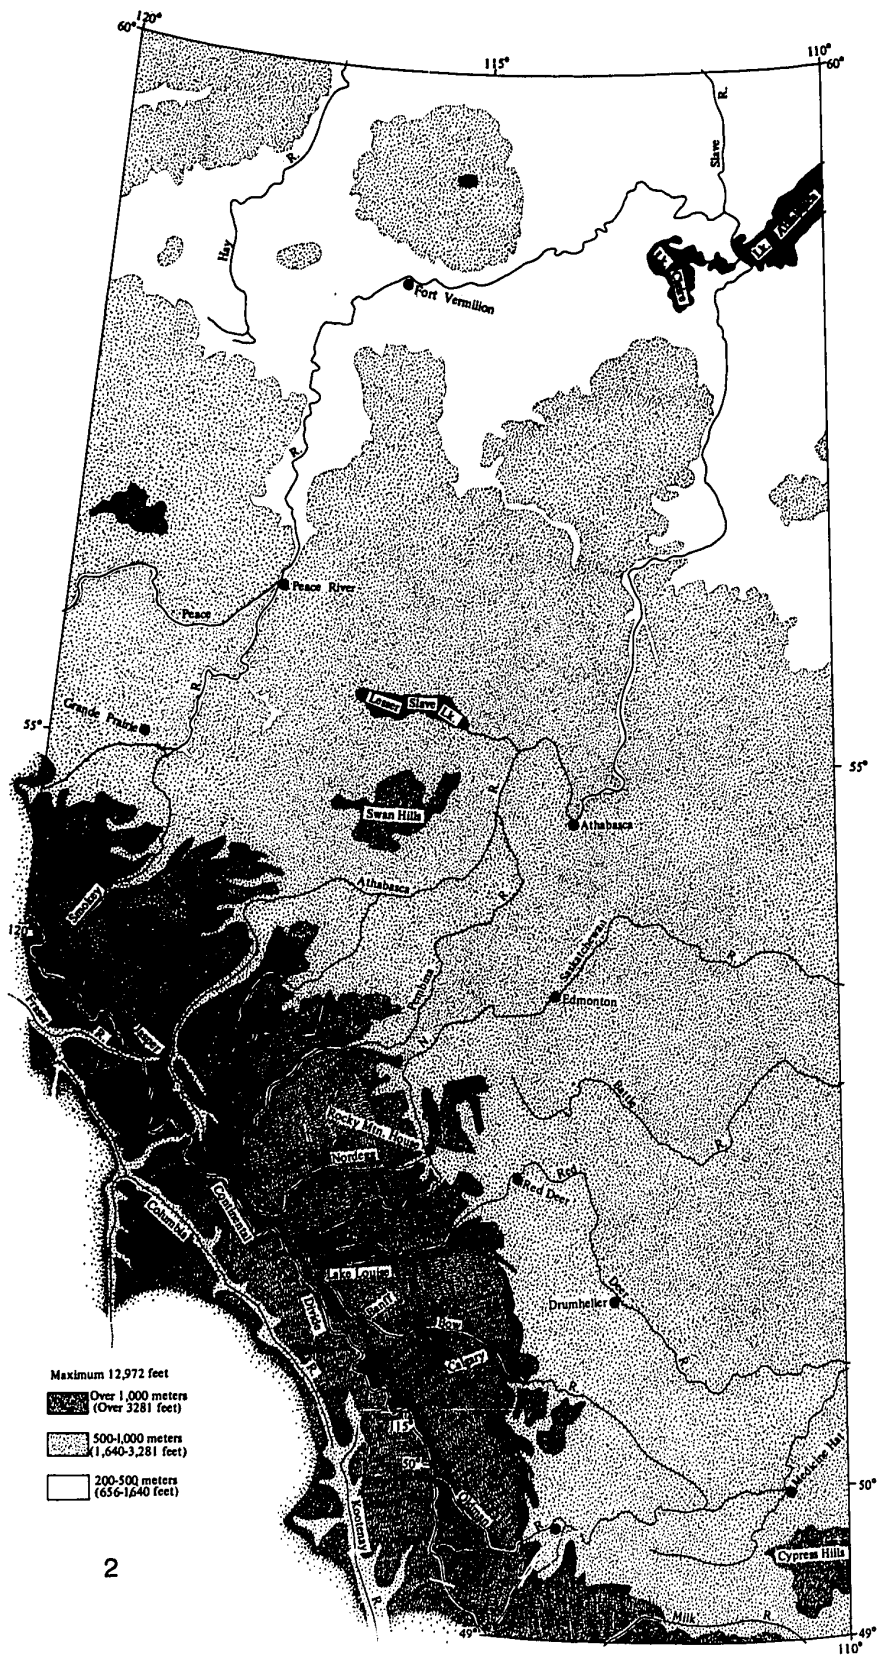 120°
60°
115°
110°
60°
R.
Slave
R.
Hay
Lk. Athabasca
Lk. Claire
Fort Vermilion
R.
Peace River
Peace
R.
Lesser Slave Lk.
Grande Prairie
55°
55°
R.
Swan Hills
Athabasca
Athabasca
R.
Smoky
120°
Saskatchewan
R.
Pembina
Edmonton
Fraser
R.
Jasper
N.
Battle
Rocky Mtn. House
R.
Nordegg
Red
Red Deer
Continental
Columbia
Lake Louise
Deer
Divide
Banff
Drumheller
Bow
Calgary
R.
R.
Maximum 12,972 feet
Over 1,000 meters
(Over 3281 feet)
R.
115°
500-1,000 meters
(1,640-3,281 feet)
Medicine Hat
50°
50°
200-500 meters
(656-1,640 feet)
Kootenay
Oldman
R.
Cypress Hills
2
R.
Milk R.
49°
49°
110°